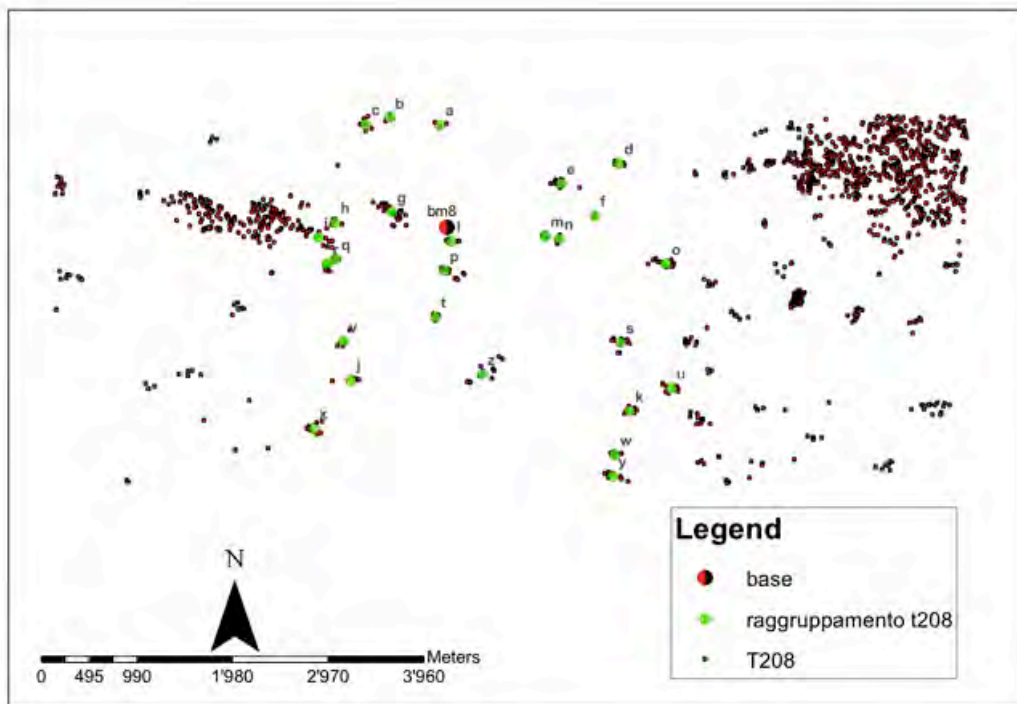 c b a
d
e
f
h g
bm8
i l m n
q
p o
t
s
z
j u
k
w
y
Legend
N
base
raggruppamento t208
Meters
T208
0 495 990 1'980 2'970 3'960